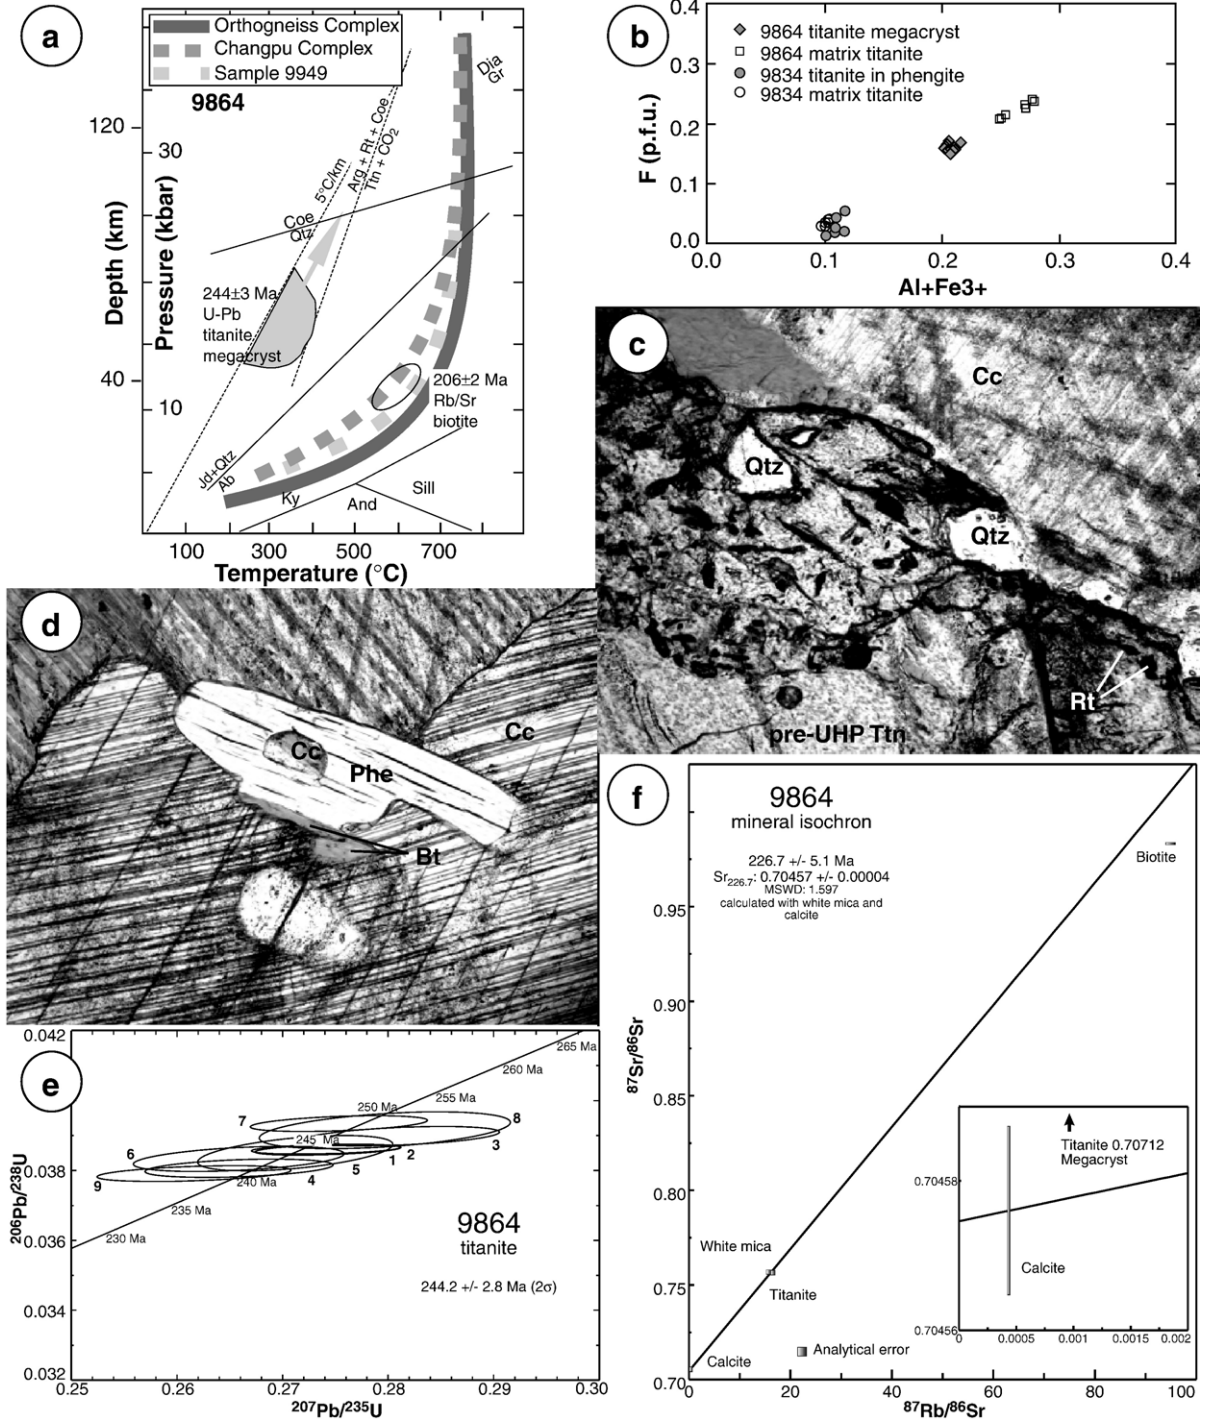 a
Orthogneiss Complex
Changpu Complex
Sample 9949
9864
Dia
Gr
120
30
5°C/km
Arg + Rt + Coe
Ttn + CO2
Coe
Qtz
Depth (km)
Pressure (kbar)
244±3 Ma
U-Pb
titanite
megacryst
40
10
206±2 Ma
Rb/Sr
biotite
Jd+Qtz
Ab
Ky
Sill
And
100 300 500 700
Temperature (°C)
b
0.4
0.3
0.2
0.1
0.0
F (p.f.u.)
9864 titanite megacryst
9864 matrix titanite
9834 titanite in phengite
9834 matrix titanite
0.0 0.1 0.2 0.3 0.4
Al+Fe3+
c
Cc
Qtz
Qtz
Rt
pre-UHP Ttn
d
Cc
Cc
Phe
Bt
e
0.042
0.038
0.036
0.034
0.032
206Pb/238U
265 Ma
260 Ma
255 Ma
250 Ma
245 Ma
240 Ma
235 Ma
230 Ma
7
8
3
6
1
2
5
4
9
9864
titanite
244.2 +/- 2.8 Ma (2σ)
0.25 0.26 0.27 0.28 0.29 0.30
207Pb/235U
f
9864
mineral isochron
226.7 +/- 5.1 Ma
Sr226.7: 0.70457 +/- 0.00004
MSWD: 1.597
calculated with white mica and
calcite
Biotite
0.95
0.90
0.85
0.80
0.75
0.70
87Sr/86Sr
White mica
Titanite
Calcite
Analytical error
Titanite 0.70712
Megacryst
0.70458
Calcite
0.70456
0 0.0005 0.001 0.0015 0.002
20 40 60 80 100
87Rb/86Sr